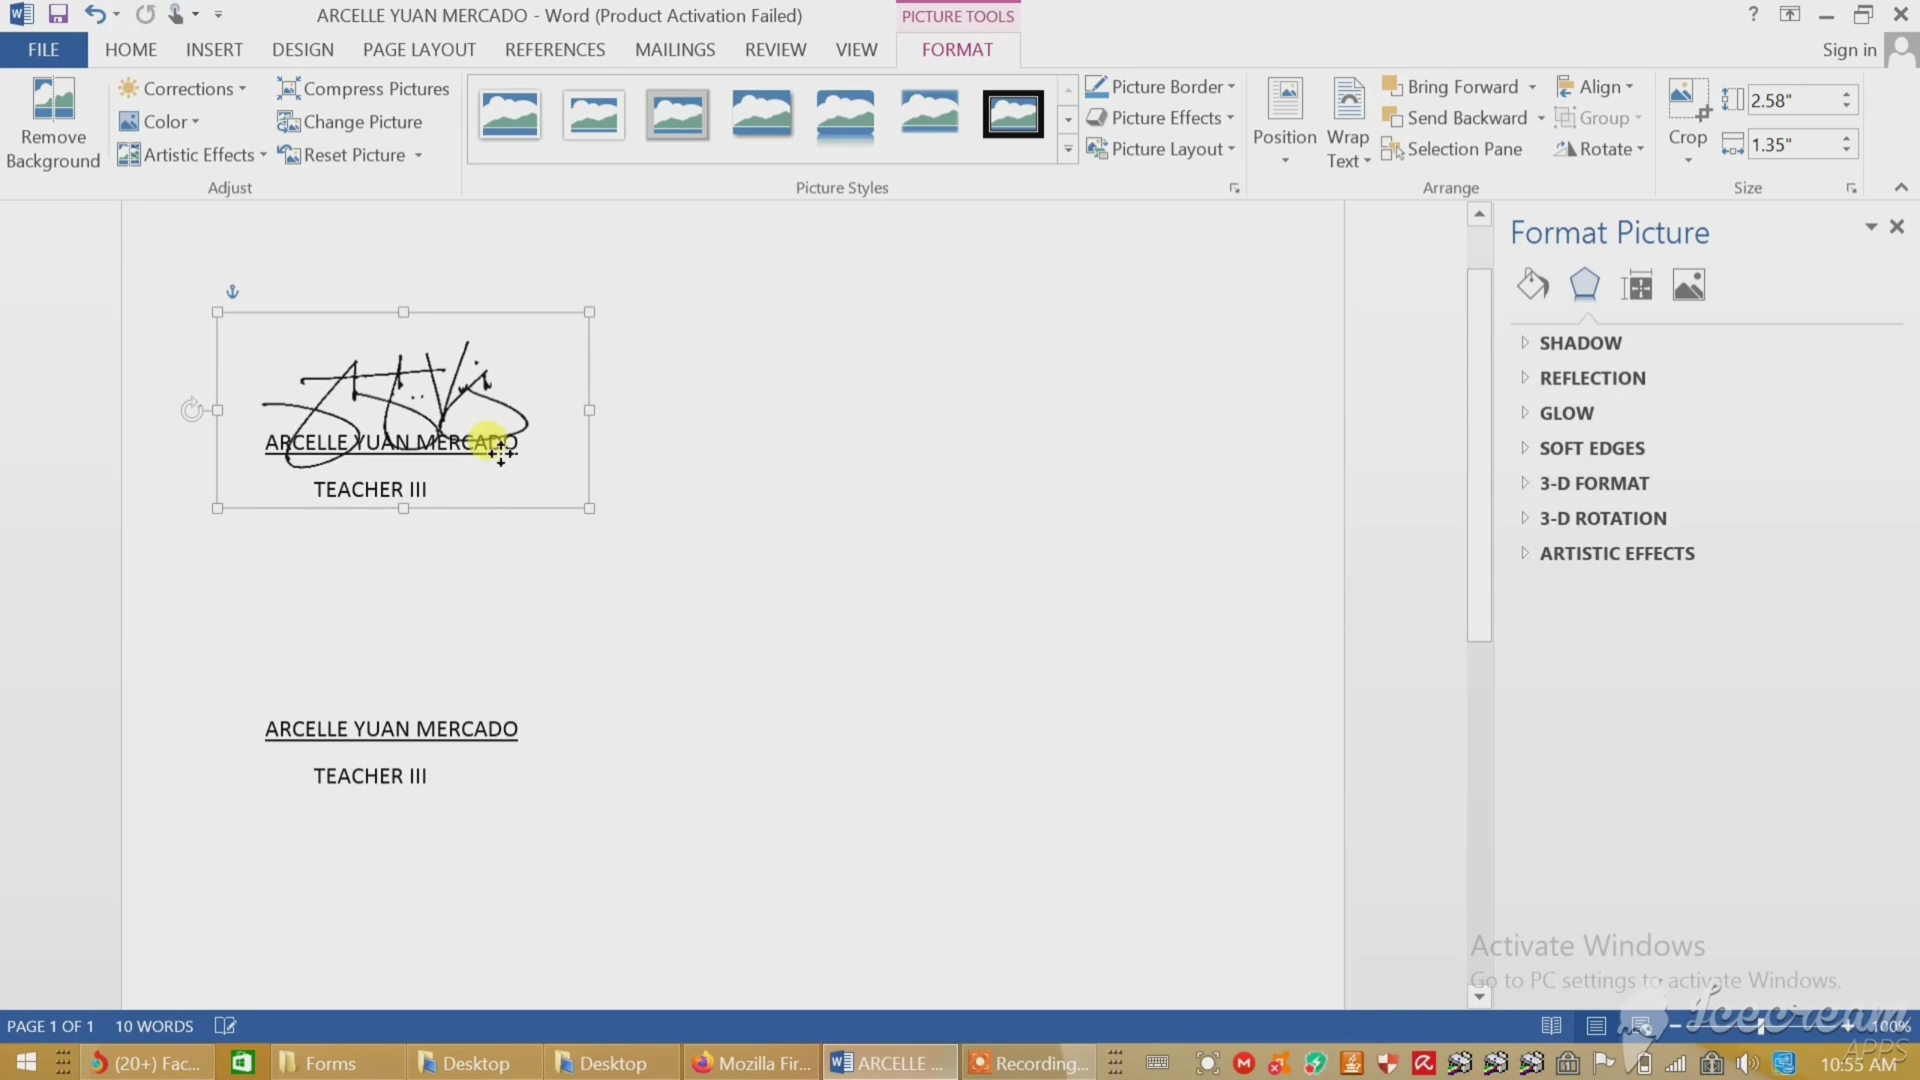 ARCELLE YUAN MERCADO - Word (Product Activation Failed)
PICTURE TOOLS
?
FILE HOME INSERT DESIGN PAGE LAYOUT REFERENCES MAILINGS REVIEW VIEW FORMAT
Sign in
Remove Background
Corrections
Color
Artistic Effects
Compress Pictures
Change Picture
Reset Picture
Adjust
Picture Styles
Picture Border
Picture Effects
Picture Layout
Position
Wrap Text
Bring Forward
Send Backward
Selection Pane
Align
Group
Rotate
Arrange
Crop
2.58"
1.35"
Size
Format Picture
SHADOW
REFLECTION
GLOW
SOFT EDGES
3-D FORMAT
3-D ROTATION
ARTISTIC EFFECTS
ARCELLE YUAN MERCADO
TEACHER III
ARCELLE YUAN MERCADO
TEACHER III
Activate Windows
Go to PC settings to activate Windows.
Icecream
APPS
PAGE 1 OF 1 10 WORDS
100%
(20+) Fac...
Forms
Desktop
Desktop
Mozilla Fir...
ARCELLE ...
Recording...
10:55 AM